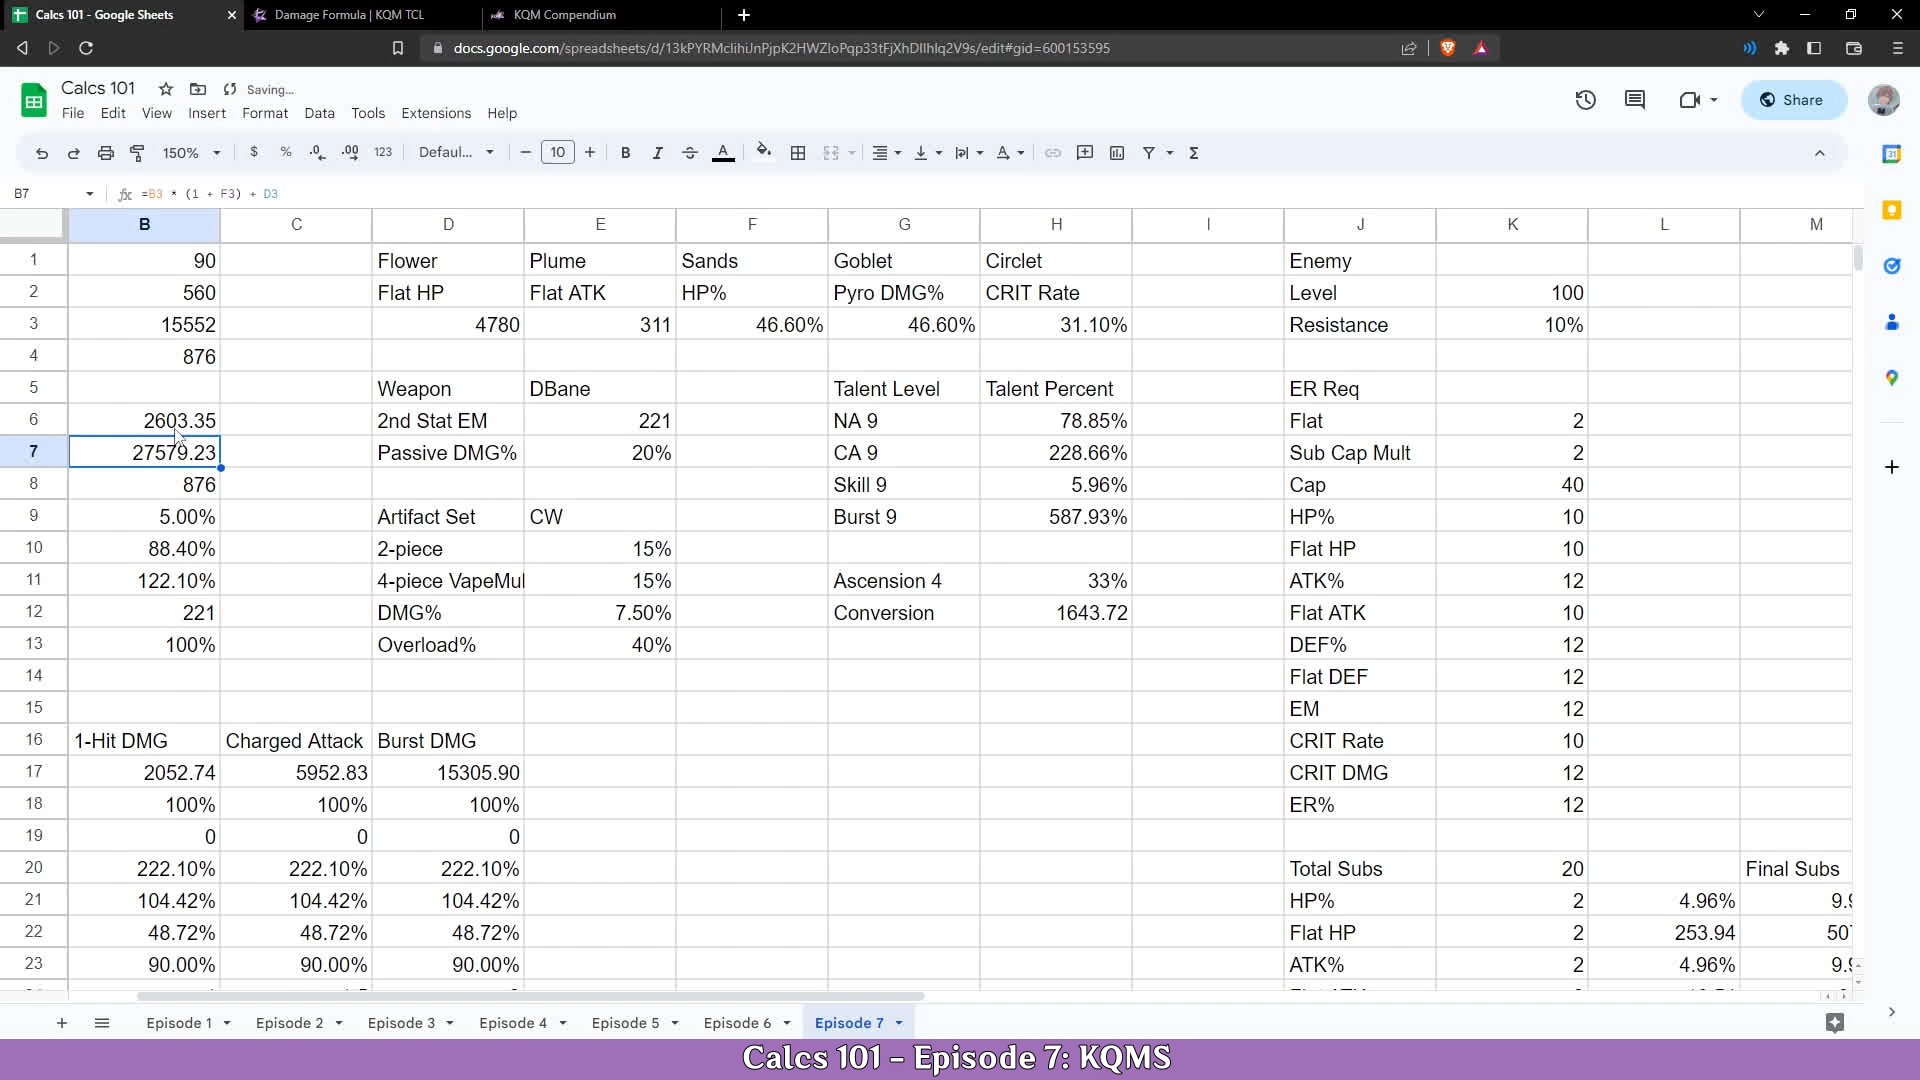 Calcs 101 - Google Sheets
Damage Formula | KQM TCL
KQM Compendium
docs.google.com/spreadsheets/d/13kPYRMcIihiJnPjpK2HWZIoPqp33tFjXhDIlhIq2V9s/edit#gid=600153595
Calcs 101 Saving...
File Edit View Insert Format Data Tools Extensions Help
Share
150% $ % .0 .00 123 Defaul... 10 B I A
B7 fx =B3 * (1 + F3) + D3
B C D E F G H I J K L M
1 90 Flower Plume Sands Goblet Circlet Enemy
2 560 Flat HP Flat ATK HP% Pyro DMG% CRIT Rate Level 100
3 15552 4780 311 46.60% 46.60% 31.10% Resistance 10%
4 876
5 Weapon DBane Talent Level Talent Percent ER Req
6 2603.35 2nd Stat EM 221 NA 9 78.85% Flat 2
7 27579.23 Passive DMG% 20% CA 9 228.66% Sub Cap Mult 2
8 876 Skill 9 5.96% Cap 40
9 5.00% Artifact Set CW Burst 9 587.93% HP% 10
10 88.40% 2-piece 15% Flat HP 10
11 122.10% 4-piece VapeMul 15% Ascension 4 33% ATK% 12
12 221 DMG% 7.50% Conversion 1643.72 Flat ATK 10
13 100% Overload% 40% DEF% 12
14 Flat DEF 12
15 EM 12
16 1-Hit DMG Charged Attack Burst DMG CRIT Rate 10
17 2052.74 5952.83 15305.90 CRIT DMG 12
18 100% 100% 100% ER% 12
19 0 0 0
20 222.10% 222.10% 222.10% Total Subs 20 Final Subs
21 104.42% 104.42% 104.42% HP% 2 4.96%
22 48.72% 48.72% 48.72% Flat HP 2 253.94
23 90.00% 90.00% 90.00% ATK% 2 4.96%
Episode 1 Episode 2 Episode 3 Episode 4 Episode 5 Episode 6 Episode 7
Calcs 101 - Episode 7: KQMS